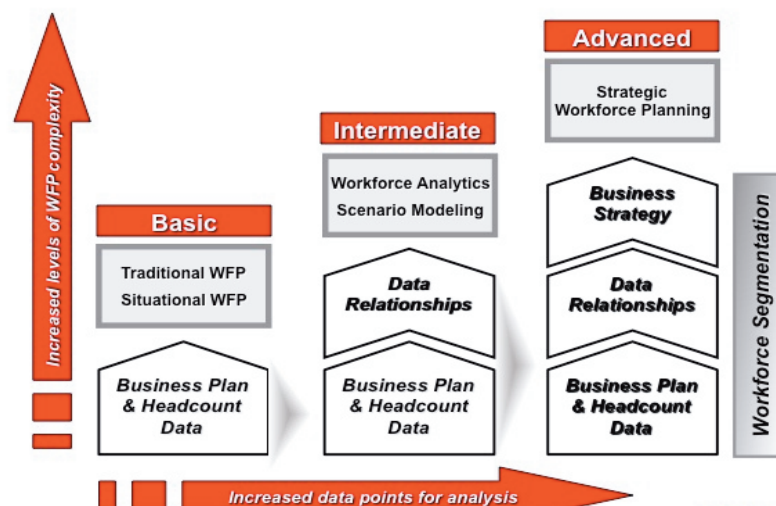 Increased levels of WFP complexity
Basic
Traditional WFP
Situational WFP
Business Plan
& Headcount
Data
Intermediate
Workforce Analytics
Scenario Modeling
Data
Relationships
Business Plan
& Headcount
Data
Advanced
Strategic
Workforce Planning
Business
Strategy
Data
Relationships
Business Plan
& Headcount
Data
Workforce Segmentation
Increased data points for analysis